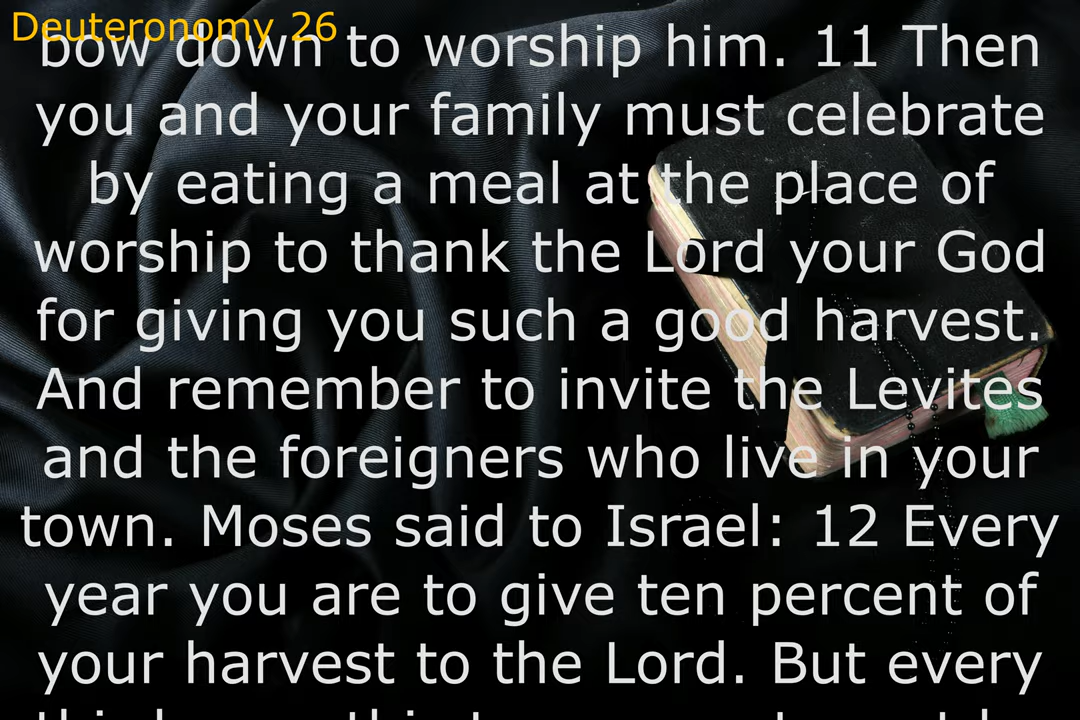 Deuteronomy 26
bow down to worship him. 11 Then
you and your family must celebrate
by eating a meal at the place of
worship to thank the Lord your God
for giving you such a good harvest.
And remember to invite the Levites
and the foreigners who live in your
town. Moses said to Israel: 12 Every
year you are to give ten percent of
your harvest to the Lord. But every